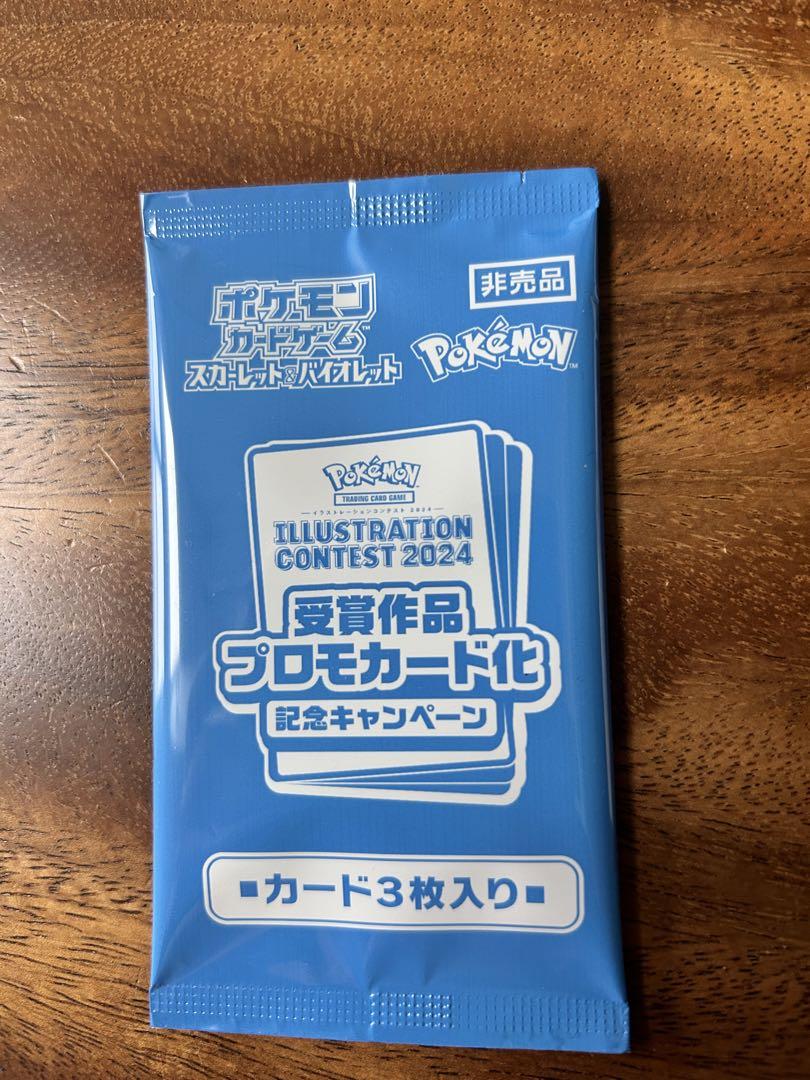 非売品
ポケモン
カードゲーム™
スカーレット&バイオレット
POKéMON™
POKéMON
TRADING CARD GAME
イラストレーションコンテスト 2024
ILLUSTRATION
CONTEST 2024
受賞作品
プロモカード化
記念キャンペーン
■カード3枚入り■